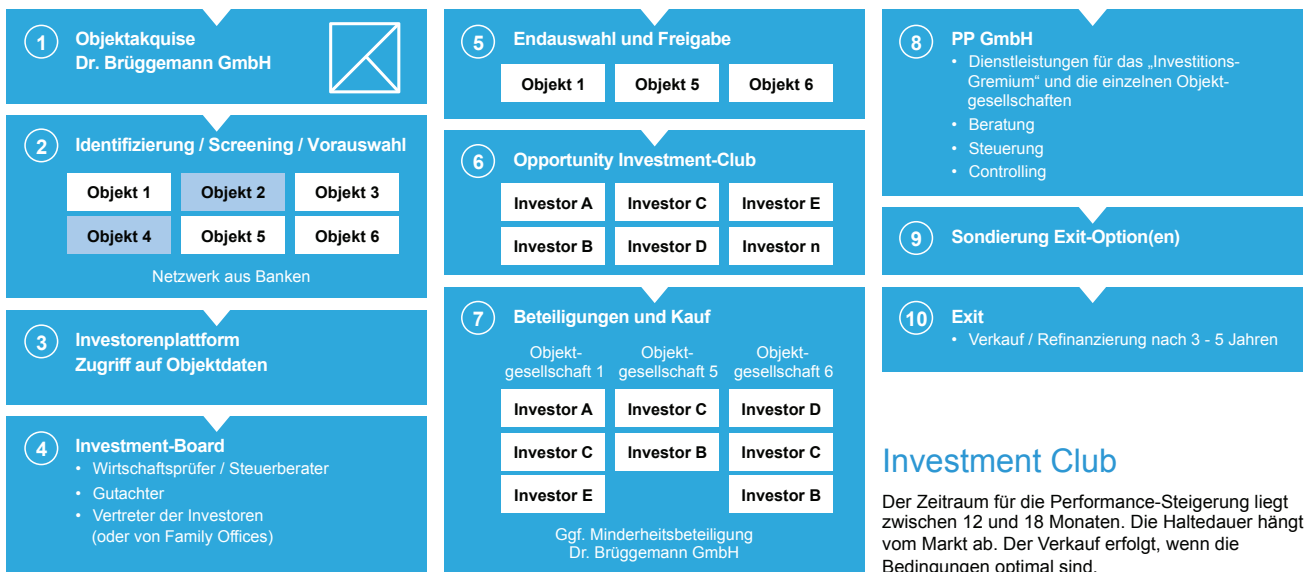 1 Objektakquise
Dr. Brüggemann GmbH
2 Identifizierung / Screening / Vorauswahl
Objekt 1 Objekt 2 Objekt 3
Objekt 4 Objekt 5 Objekt 6
Netzwerk aus Banken
3 Investorenplattform
Zugriff auf Objektdaten
4 Investment-Board
• Wirtschaftsprüfer / Steuerberater
• Gutachter
• Vertreter der Investoren
(oder von Family Offices)
5 Endauswahl und Freigabe
Objekt 1 Objekt 5 Objekt 6
6 Opportunity Investment-Club
Investor A Investor C Investor E
Investor B Investor D Investor n
7 Beteiligungen und Kauf
Objekt- Objekt- Objekt-
gesellschaft 1 gesellschaft 5 gesellschaft 6
Investor A Investor C Investor D
Investor C Investor B Investor C
Investor E Investor B
Ggf. Minderheitsbeteiligung
Dr. Brüggemann GmbH
8 PP GmbH
• Dienstleistungen für das „Investitions-
Gremium“ und die einzelnen Objekt-
gesellschaften
• Beratung
• Steuerung
• Controlling
9 Sondierung Exit-Option(en)
10 Exit
• Verkauf / Refinanzierung nach 3 - 5 Jahren
Investment Club
Der Zeitraum für die Performance-Steigerung liegt
zwischen 12 und 18 Monaten. Die Haltedauer hängt
vom Markt ab. Der Verkauf erfolgt, wenn die
Bedingungen optimal sind.